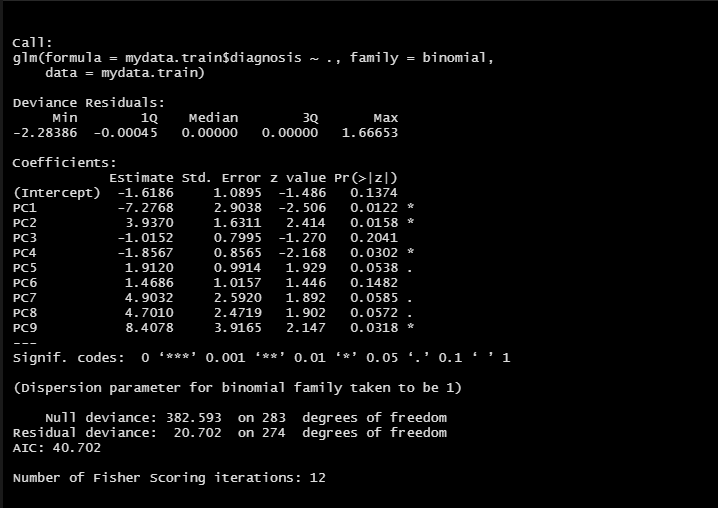 Call:
glm(formula = mydata.train$diagnosis ~ ., family = binomial,
    data = mydata.train)
Deviance Residuals:
     Min        1Q    Median        3Q       Max
-2.28386  -0.00045   0.00000   0.00000   1.66653
Coefficients:
            Estimate Std. Error z value Pr(>|z|)
(Intercept)  -1.6186     1.0895  -1.486   0.1374
PC1          -7.2768     2.9038  -2.506   0.0122 *
PC2           3.9370     1.6311   2.414   0.0158 *
PC3          -1.0152     0.7995  -1.270   0.2041
PC4          -1.8567     0.8565  -2.168   0.0302 *
PC5           1.9120     0.9914   1.929   0.0538 .
PC6           1.4686     1.0157   1.446   0.1482
PC7           4.9032     2.5920   1.892   0.0585 .
PC8           4.7010     2.4719   1.902   0.0572 .
PC9           8.4078     3.9165   2.147   0.0318 *
---
Signif. codes:  0 ‘***’ 0.001 ‘**’ 0.01 ‘*’ 0.05 ‘.’ 0.1 ‘ ’ 1
(Dispersion parameter for binomial family taken to be 1)
    Null deviance: 382.593  on 283  degrees of freedom
Residual deviance:  20.702  on 274  degrees of freedom
AIC: 40.702
Number of Fisher Scoring iterations: 12